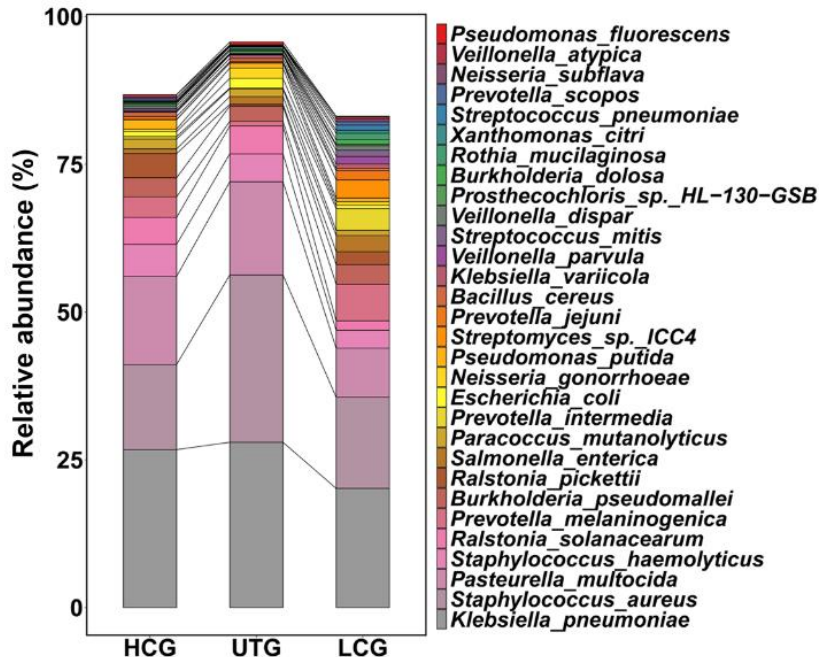 100
75
50
25
0
Relative abundance (%)
HCG UTG LCG
Pseudomonas_fluorescens
Veillonella_atypica
Neisseria_subflava
Prevotella_scopos
Streptococcus_pneumoniae
Xanthomonas_citri
Rothia_mucilaginosa
Burkholderia_dolosa
Prosthecochloris_sp._HL−130−GSB
Veillonella_dispar
Streptococcus_mitis
Veillonella_parvula
Klebsiella_variicola
Bacillus_cereus
Prevotella_jejuni
Streptomyces_sp._ICC4
Pseudomonas_putida
Neisseria_gonorrhoeae
Escherichia_coli
Prevotella_intermedia
Paracoccus_mutanolyticus
Salmonella_enterica
Ralstonia_pickettii
Burkholderia_pseudomallei
Prevotella_melaninogenica
Ralstonia_solanacearum
Staphylococcus_haemolyticus
Pasteurella_multocida
Staphylococcus_aureus
Klebsiella_pneumoniae